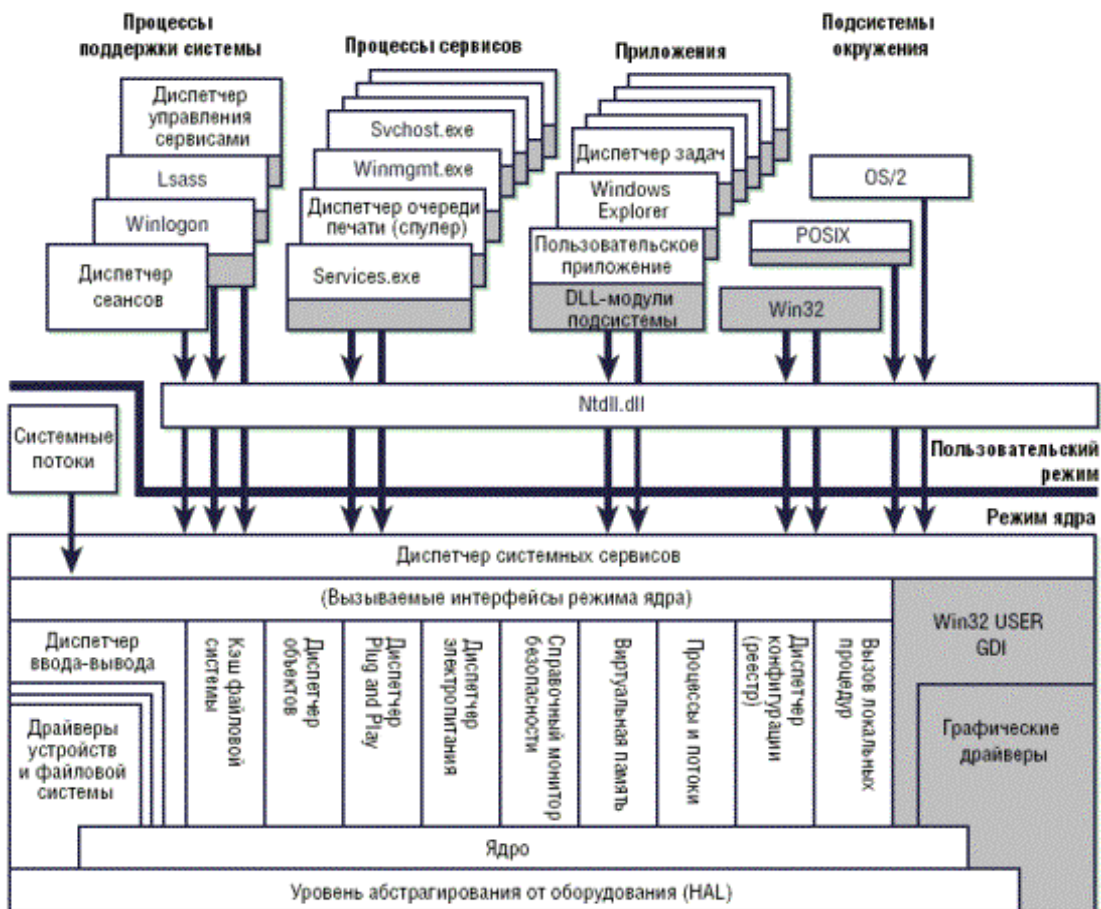 Процессы
поддержки системы
Процессы сервисов
Приложения
Подсистемы
окружения
Диспетчер
управления
сервисами
Lsass
Winlogon
Диспетчер
сеансов
Svchost.exe
Winmgmt.exe
Диспетчер очереди
печати (спулер)
Services.exe
Диспетчер задач
Windows
Explorer
Пользовательское
приложение
DLL-модули
подсистемы
OS/2
POSIX
Win32
Ntdll.dll
Системные
потоки
Пользовательский
режим
Режим ядра
Диспетчер системных сервисов
(Вызываемые интерфейсы режима ядра)
Диспетчер
ввода-вывода
Драйверы
устройств
и файловой
системы
Кэш файловой
системы
Диспетчер
объектов
Диспетчер
Plug and Play
Диспетчер
электропитания
Справочный монитор
безопасности
Виртуальная память
Процессы и потоки
Диспетчер
конфигурации
(реестр)
Вызов локальных
процедур
Win32 USER
GDI
Графические
драйверы
Ядро
Уровень абстрагирования от оборудования (HAL)